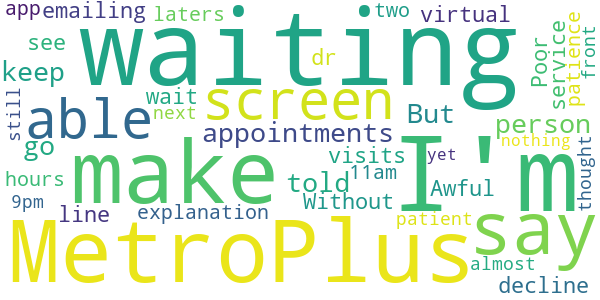 app emailing laters two virtual
see waiting Poor service patience front
keep dr
wait screen But
still able next person
appointments nothing
go make I'm thought
visits yet
hours told 11am Awful
9pm line explanation Without patient say
MetroPlus almost
decline